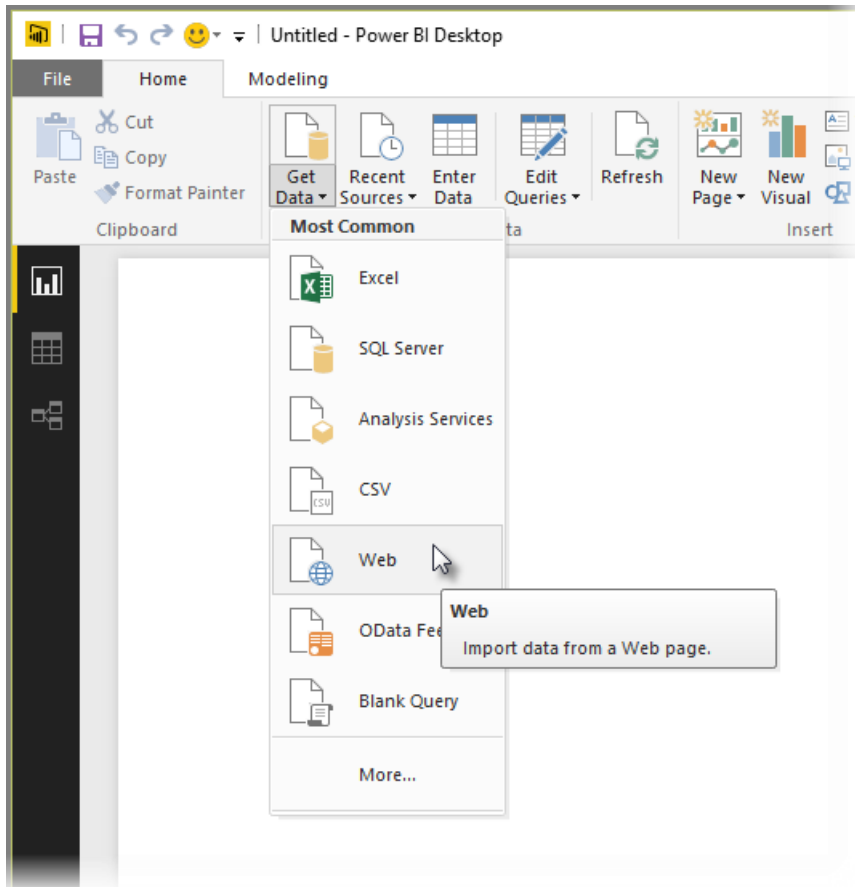 Untitled - Power BI Desktop
File Home Modeling
Paste
Cut
Copy
Format Painter
Clipboard
Get Data
Recent Sources
Enter Data
Edit Queries
Refresh
New Page
New Visual
ta
Insert
Most Common
Excel
SQL Server
Analysis Services
CSV
CSV
Web
Web
Import data from a Web page.
OData Fee
Blank Query
More...